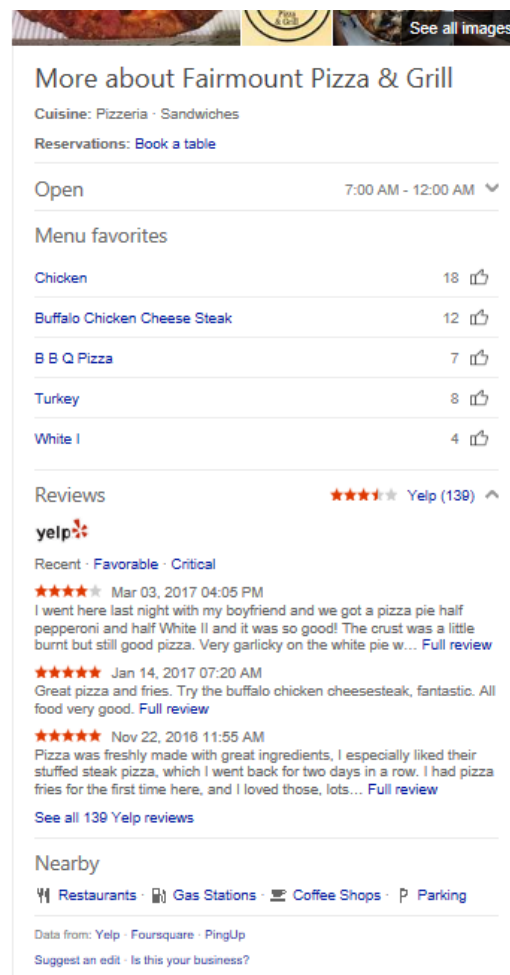 Pizza
& Grill
See all images
More about Fairmount Pizza & Grill
Cuisine: Pizzeria · Sandwiches
Reservations: Book a table
Open 7:00 AM - 12:00 AM
Menu favorites
Chicken 18
Buffalo Chicken Cheese Steak 12
B B Q Pizza 7
Turkey 8
White I 4
Reviews Yelp (139)
yelp
Recent · Favorable · Critical
Mar 03, 2017 04:05 PM
I went here last night with my boyfriend and we got a pizza pie half
pepperoni and half White II and it was so good! The crust was a little
burnt but still good pizza. Very garlicky on the white pie w... Full review
Jan 14, 2017 07:20 AM
Great pizza and fries. Try the buffalo chicken cheesesteak, fantastic. All
food very good. Full review
Nov 22, 2016 11:55 AM
Pizza was freshly made with great ingredients, I especially liked their
stuffed steak pizza, which I went back for two days in a row. I had pizza
fries for the first time here, and I loved those, lots... Full review
See all 139 Yelp reviews
Nearby
Restaurants · Gas Stations · Coffee Shops · Parking
Data from: Yelp · Foursquare · PingUp
Suggest an edit · Is this your business?